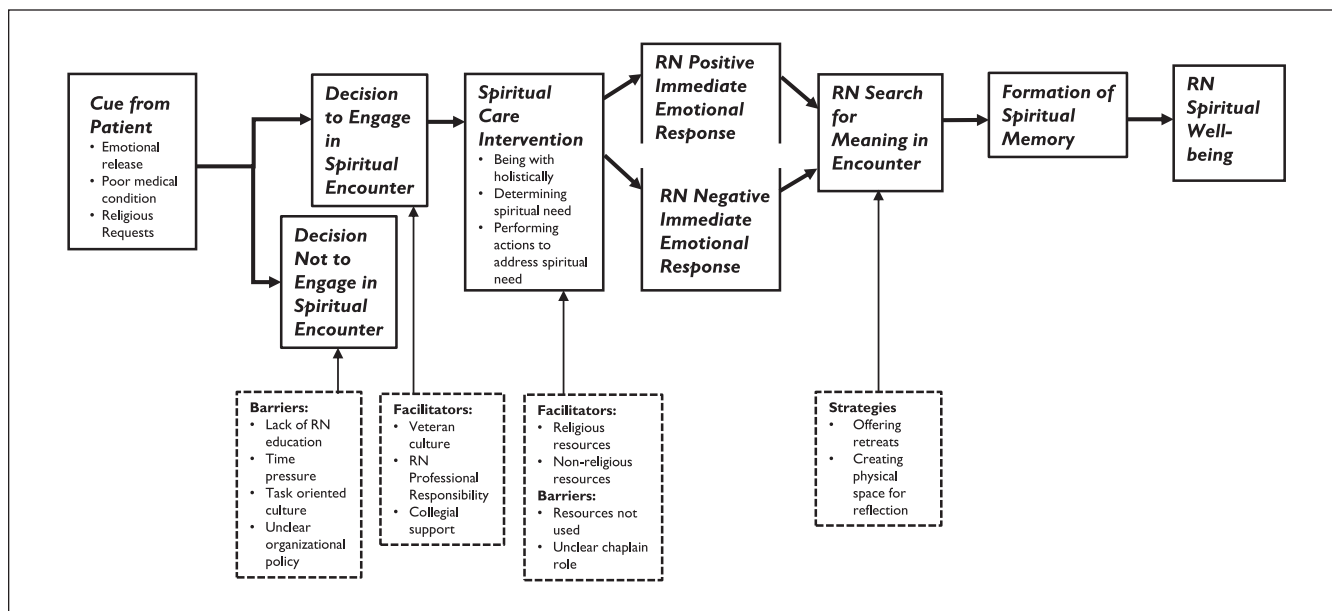 Cue from
Patient
• Emotional
release
• Poor medical
condition
• Religious
Requests
Decision
to Engage
in
Spiritual
Encounter
Decision
Not to
Engage in
Spiritual
Encounter
Spiritual
Care
Intervention
• Being with
holistically
• Determining
spiritual need
• Performing
actions to
address spiritual
need
RN Positive
Immediate
Emotional
Response
RN Negative
Immediate
Emotional
Response
RN Search
for
Meaning in
Encounter
Formation of
Spiritual
Memory
RN
Spiritual
Well-
being
Barriers:
• Lack of RN
education
• Time
pressure
• Task oriented
culture
• Unclear
organizational
policy
Facilitators:
• Veteran
culture
• RN
Professional
Responsibility
• Collegial
support
Facilitators:
• Religious
resources
• Non-religious
resources
Barriers:
• Resources not
used
• Unclear chaplain
role
Strategies
• Offering
retreats
• Creating
physical
space for
reflection